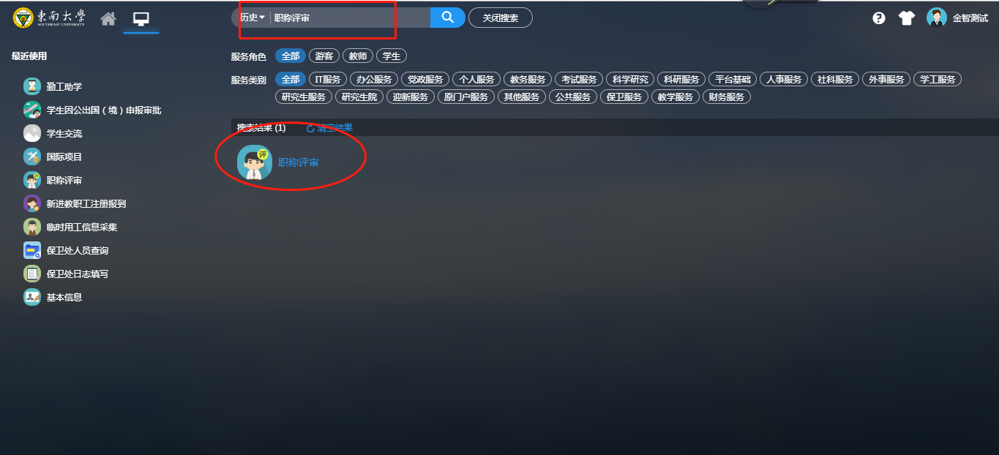 東南大學
SOUTHEAST UNIVERSITY
历史 职称评审
关闭搜索
金智测试
最近使用
勤工助学
学生因公出国（境）申报审批
学生交流
国际项目
职称评审
新进教职工注册报到
临时用工信息采集
保卫处人员查询
保卫处日志填写
基本信息
服务角色 全部 游客 教师 学生
服务类别 全部 IT服务 办公服务 党政服务 个人服务 教务服务 考试服务 科学研究 科研服务 平台基础 人事服务 社科服务 外事服务 学工服务
研究生服务 研究生院 迎新服务 原门户服务 其他服务 公共服务 保卫服务 教学服务 财务服务
搜索结果 (1) 清空结果
评
职称评审